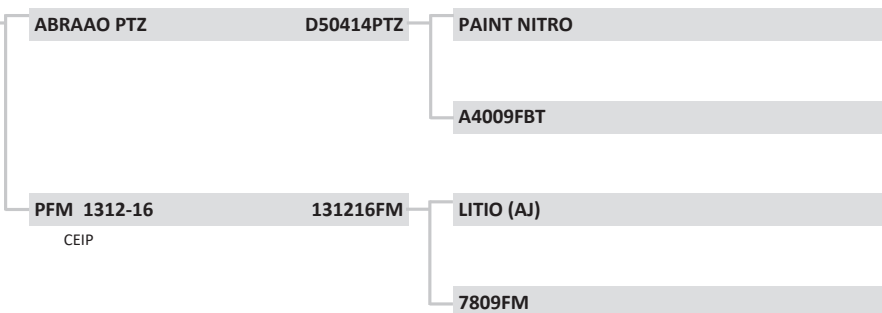 ABRAAO PTZ D50414PTZ PAINT NITRO
A4009FBT
PFM 1312-16 131216FM LITIO (AJ)
CEIP
7809FM